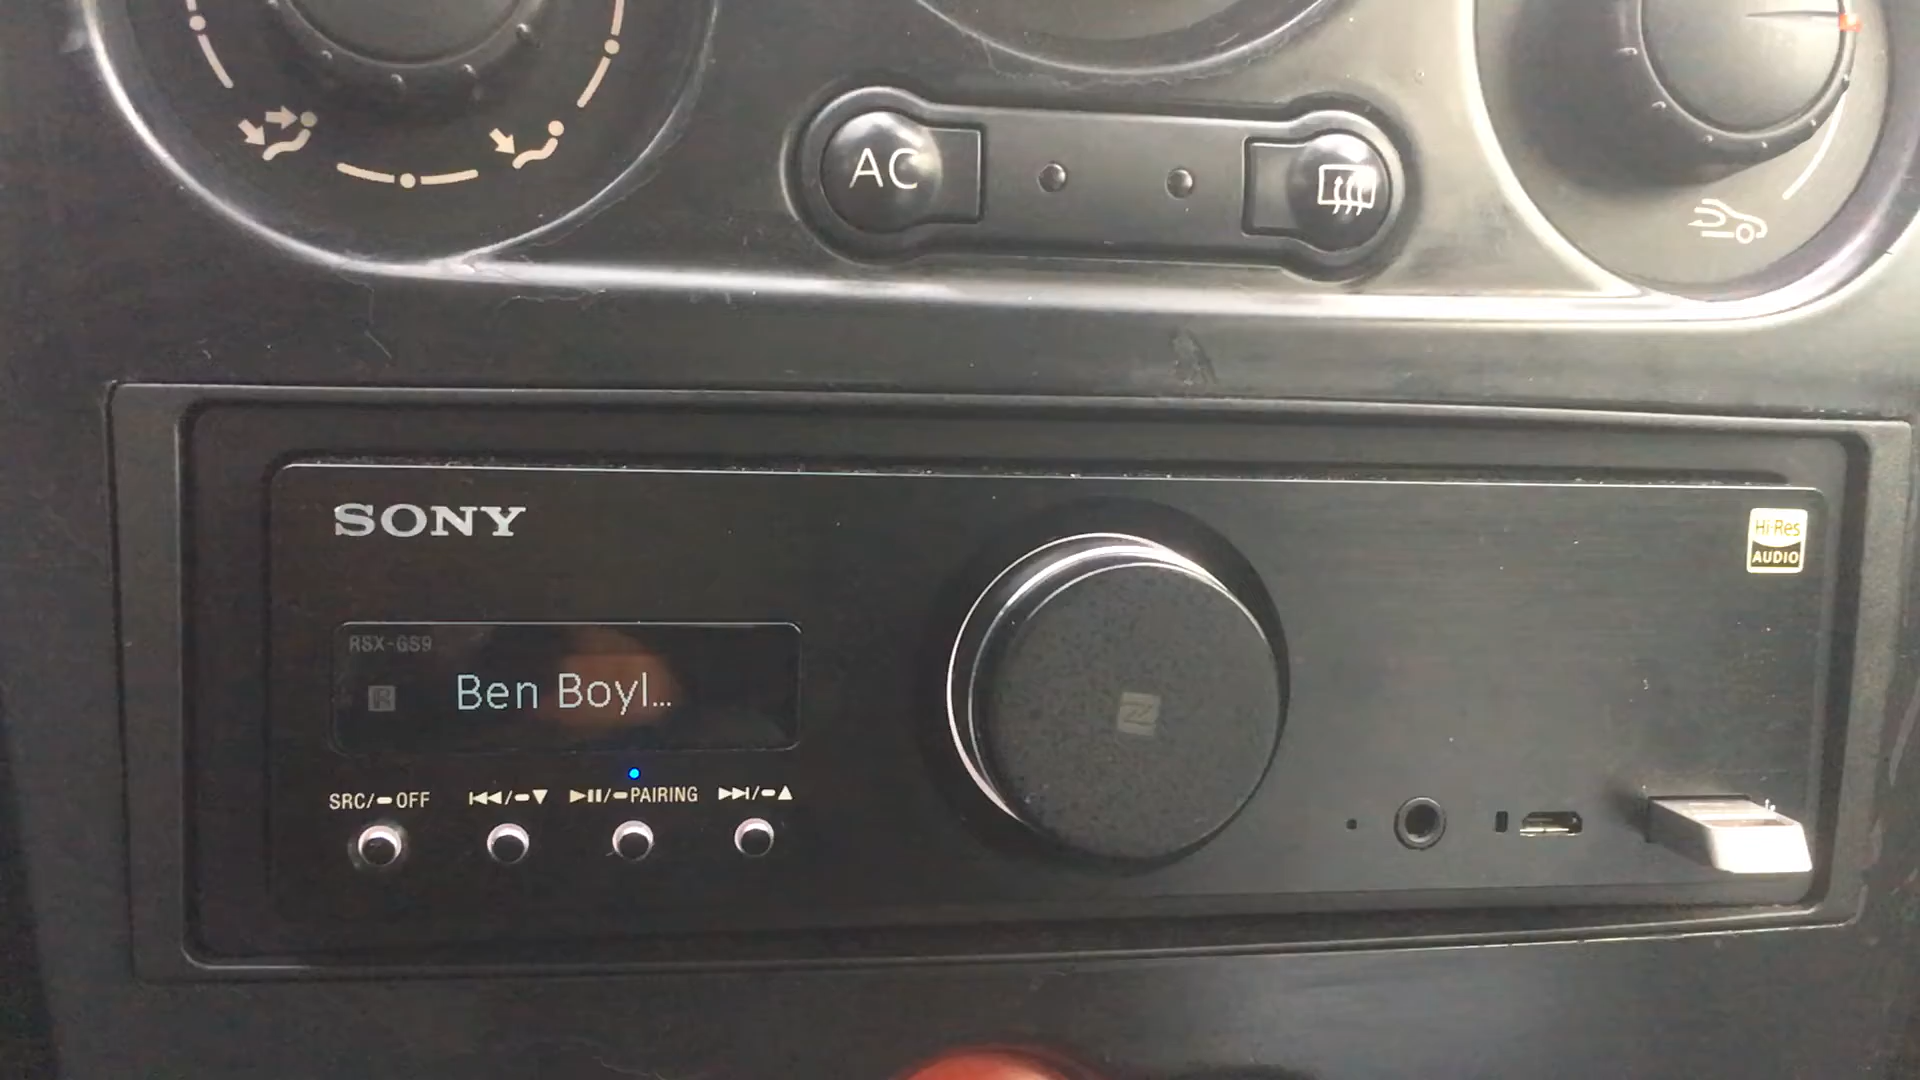 AC
SONY
Hi-Res
AUDIO
RSX-GS9
Ben Boyl...
SRC/ OFF
/ PAIRING